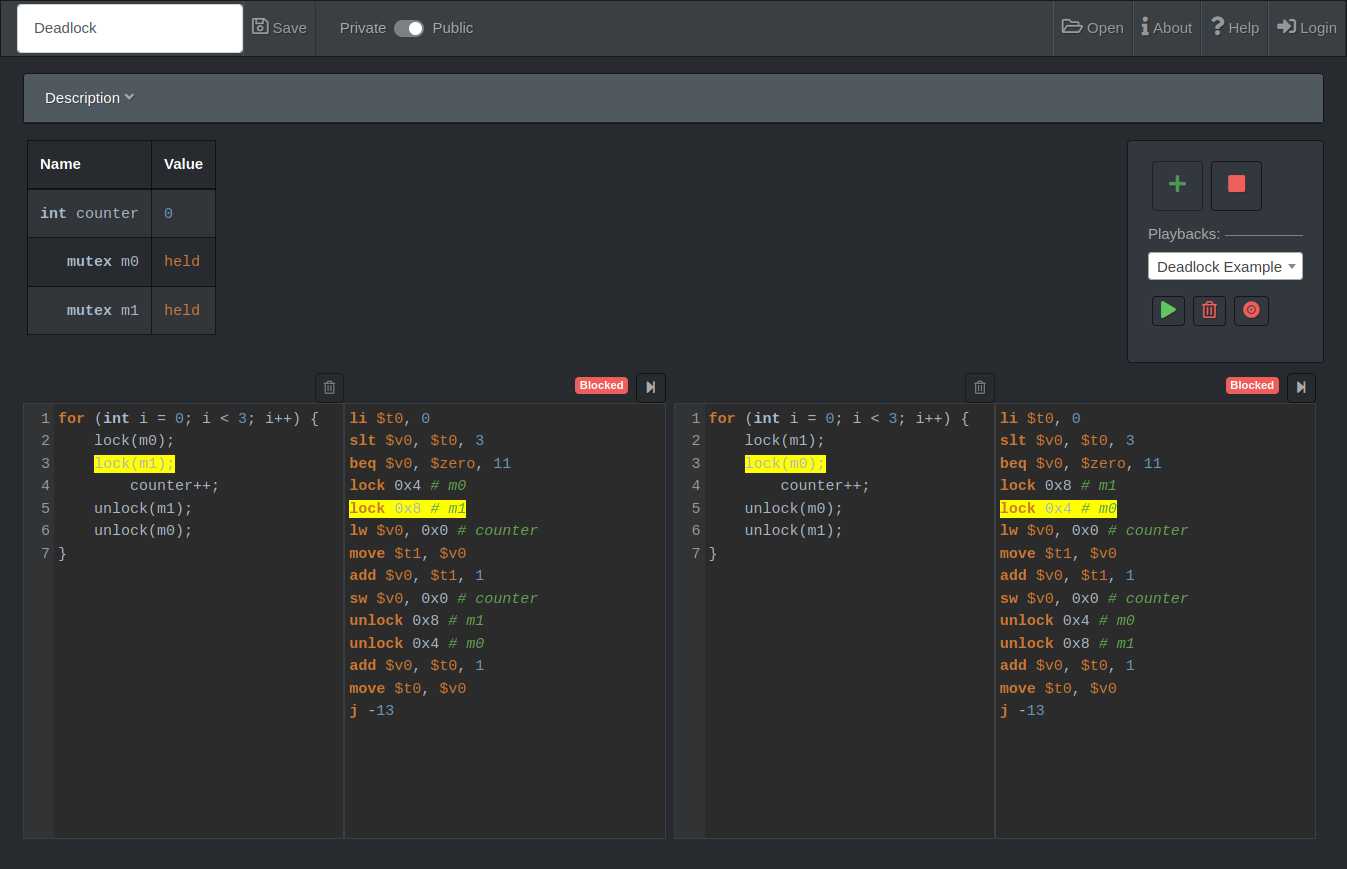 Deadlock Save Private Public Open About Help Login
Description
Name Value
int counter 0
mutex m0 held
mutex m1 held
Playbacks:
Deadlock Example
Blocked
1 for (int i = 0; i < 3; i++) {
2 lock(m0);
3 lock(m1);
4 counter++;
5 unlock(m1);
6 unlock(m0);
7 }
li $t0, 0
slt $v0, $t0, 3
beq $v0, $zero, 11
lock 0x4 # m0
lock 0x8 # m1
lw $v0, 0x0 # counter
move $t1, $v0
add $v0, $t1, 1
sw $v0, 0x0 # counter
unlock 0x8 # m1
unlock 0x4 # m0
add $v0, $t0, 1
move $t0, $v0
j -13
Blocked
1 for (int i = 0; i < 3; i++) {
2 lock(m1);
3 lock(m0);
4 counter++;
5 unlock(m0);
6 unlock(m1);
7 }
li $t0, 0
slt $v0, $t0, 3
beq $v0, $zero, 11
lock 0x8 # m1
lock 0x4 # m0
lw $v0, 0x0 # counter
move $t1, $v0
add $v0, $t1, 1
sw $v0, 0x0 # counter
unlock 0x4 # m0
unlock 0x8 # m1
add $v0, $t0, 1
move $t0, $v0
j -13